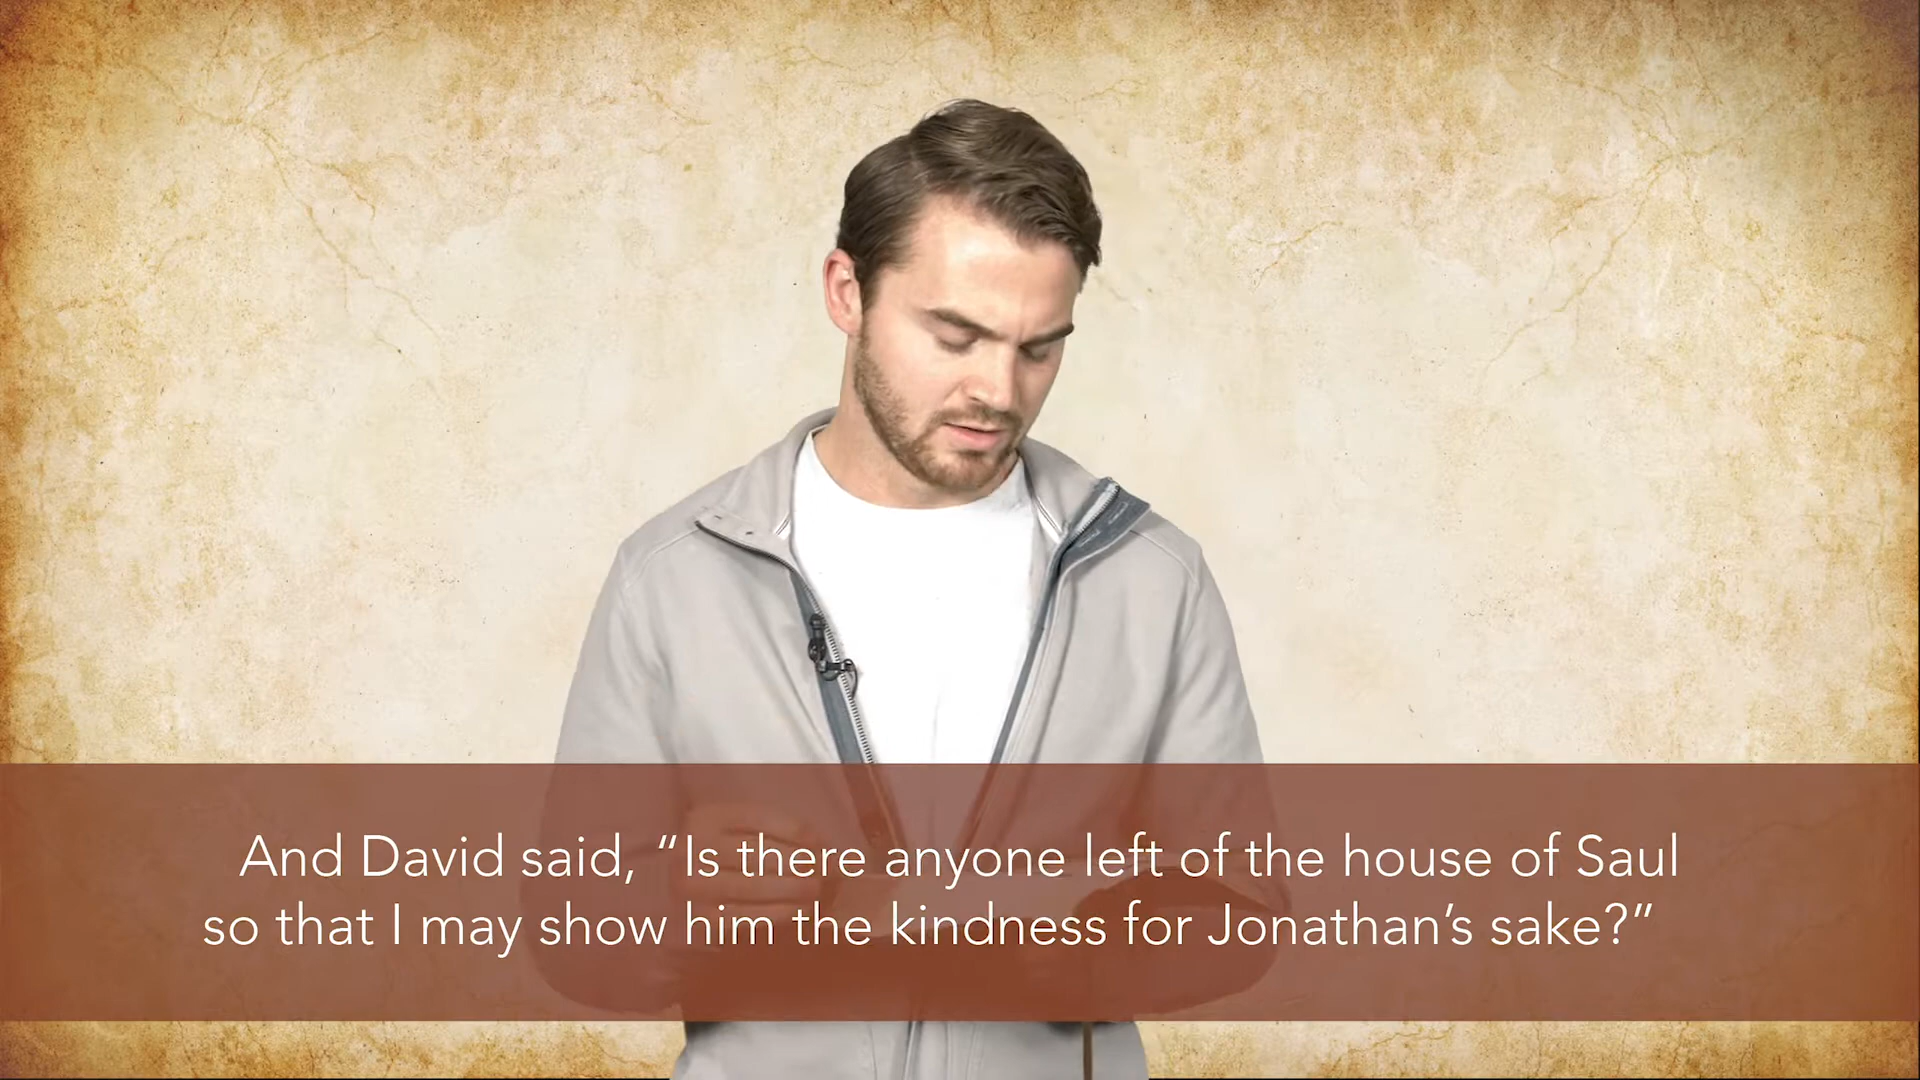 And David said, “Is there anyone left of the house of Saul
so that I may show him the kindness for Jonathan’s sake?”